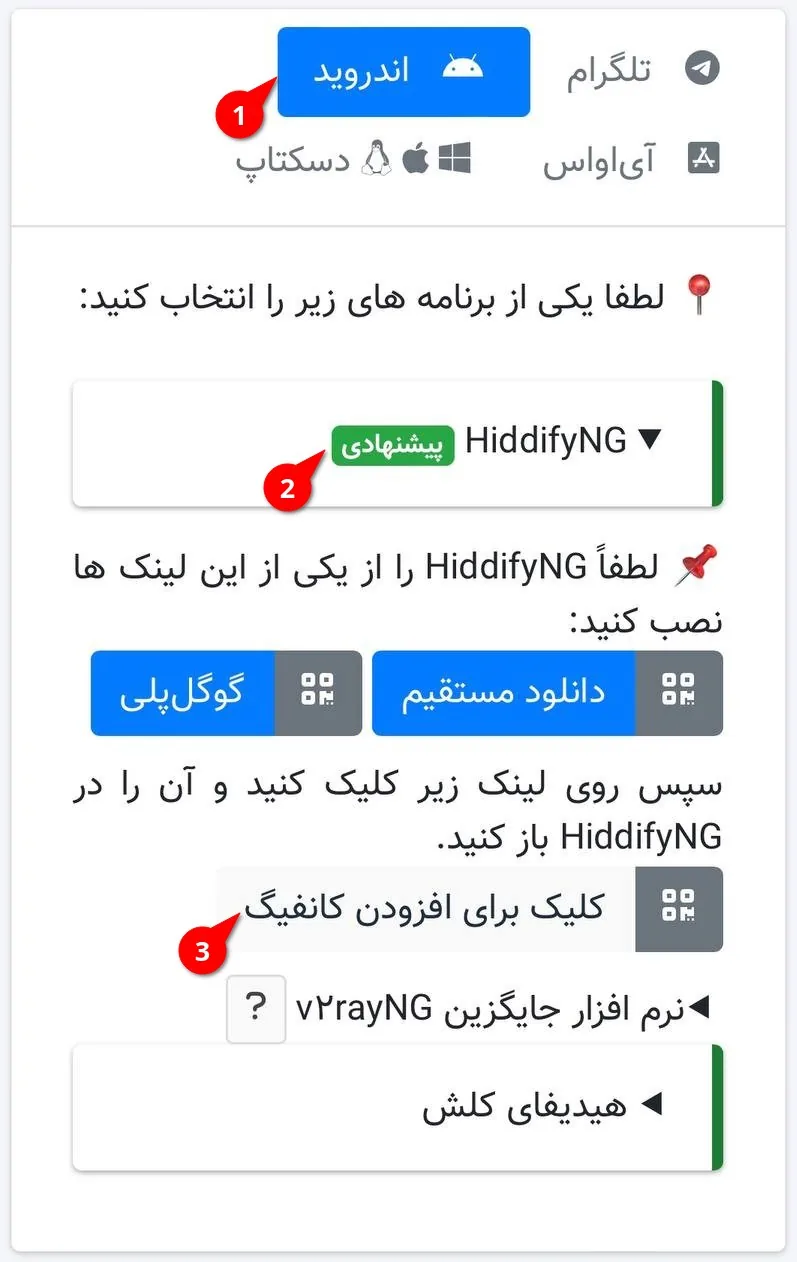 تلگرام
اندروید
1
آی‌اواس
دسکتاپ
لطفا یکی از برنامه های زیر را انتخاب کنید:
▼ HiddifyNG پیشنهادی
2
لطفاً HiddifyNG را از یکی از این لینک ها
نصب کنید:
دانلود مستقیم
گوگل‌پلی
سپس روی لینک زیر کلیک کنید و آن را در
HiddifyNG باز کنید.
کلیک برای افزودن کانفیگ
3
◀نرم افزار جایگزین v۲rayNG ?
◀ هیدیفای کلش